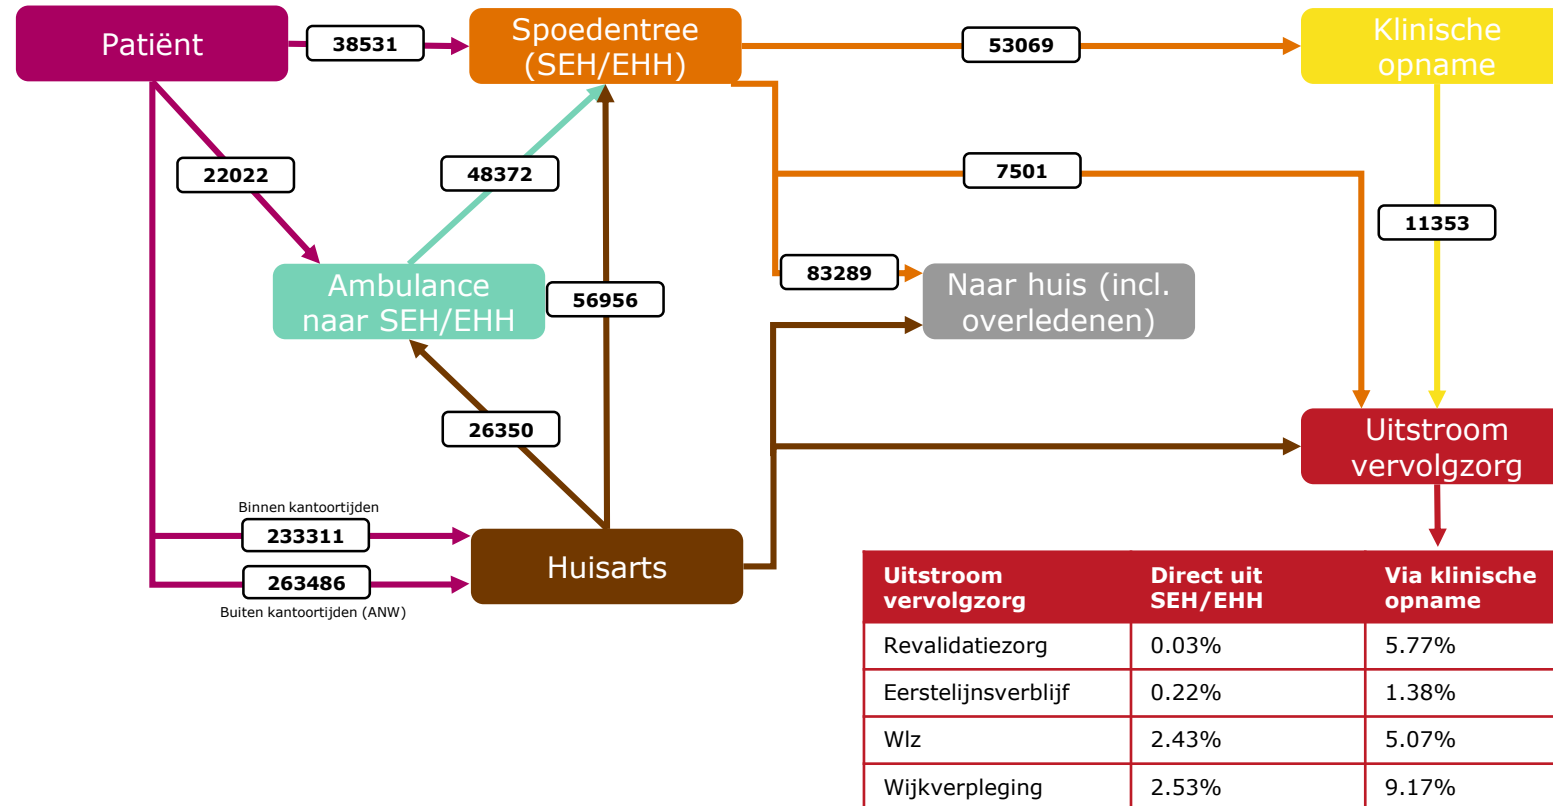 Patiënt
38531
Spoedentree
(SEH/EHH)
53069
Klinische
opname
22022
48372
7501
11353
Ambulance
naar SEH/EHH
56956
83289
Naar huis (incl.
overledenen)
26350
Uitstroom
vervolgzorg
Binnen kantoortijden
233311
263486
Buiten kantoortijden (ANW)
Huisarts
Uitstroom
vervolgzorg
Direct uit
SEH/EHH
Via klinische
opname
Revalidatiezorg 0.03% 5.77%
Eerstelijnsverblijf 0.22% 1.38%
Wlz 2.43% 5.07%
Wijkverpleging 2.53% 9.17%